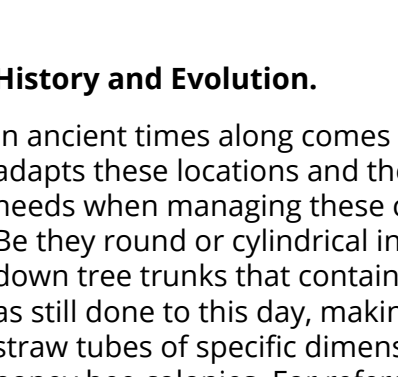 History and Evolution.
n ancient times along comes
adapts these locations and the
needs when managing these
Be they round or cylindrical in
down tree trunks that contain
as still done to this day, makin
straw tubes of specific dimens